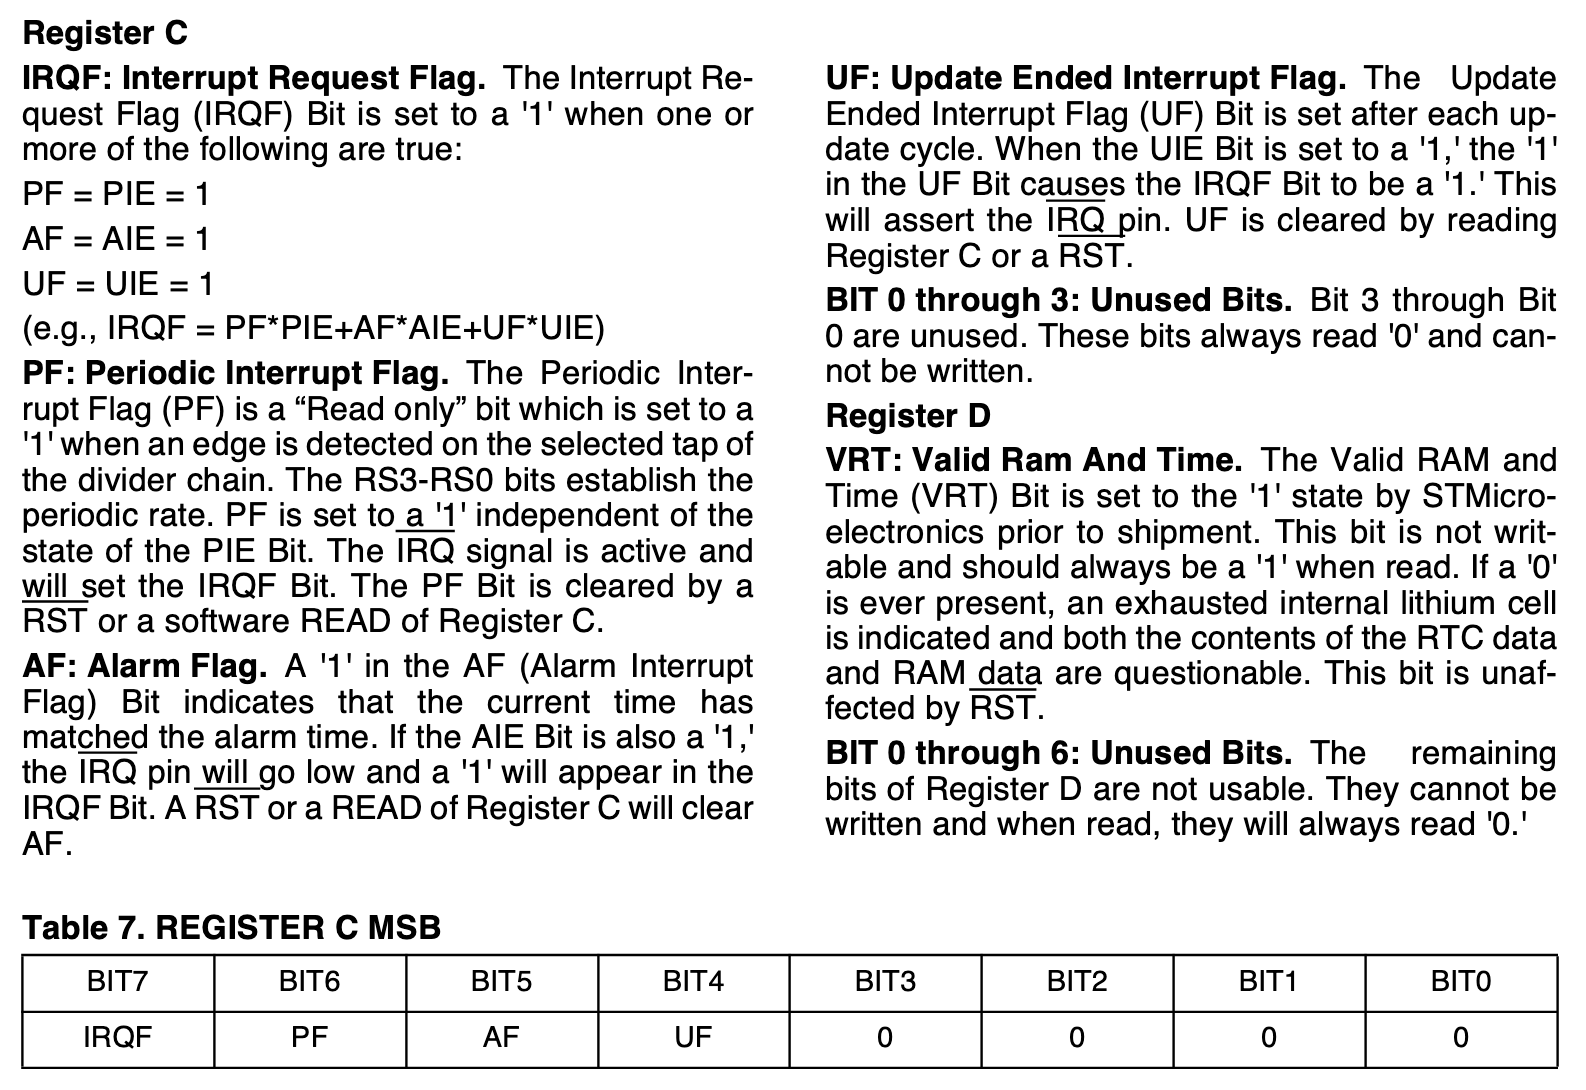 Register C
IRQF: Interrupt Request Flag. The Interrupt Re-
quest Flag (IRQF) Bit is set to a '1' when one or
more of the following are true:
PF = PIE = 1
AF = AIE = 1
UF = UIE = 1
(e.g., IRQF = PF*PIE+AF*AIE+UF*UIE)
PF: Periodic Interrupt Flag. The Periodic Inter-
rupt Flag (PF) is a “Read only” bit which is set to a
'1' when an edge is detected on the selected tap of
the divider chain. The RS3-RS0 bits establish the
periodic rate. PF is set to a '1' independent of the
state of the PIE Bit. The IRQ signal is active and
will set the IRQF Bit. The PF Bit is cleared by a
RST or a software READ of Register C.
AF: Alarm Flag. A '1' in the AF (Alarm Interrupt
Flag) Bit indicates that the current time has
matched the alarm time. If the AIE Bit is also a '1,'
the IRQ pin will go low and a '1' will appear in the
IRQF Bit. A RST or a READ of Register C will clear
AF.
UF: Update Ended Interrupt Flag. The Update
Ended Interrupt Flag (UF) Bit is set after each up-
date cycle. When the UIE Bit is set to a '1,' the '1'
in the UF Bit causes the IRQF Bit to be a '1.' This
will assert the IRQ pin. UF is cleared by reading
Register C or a RST.
BIT 0 through 3: Unused Bits. Bit 3 through Bit
0 are unused. These bits always read '0' and can-
not be written.
Register D
VRT: Valid Ram And Time. The Valid RAM and
Time (VRT) Bit is set to the '1' state by STMicro-
electronics prior to shipment. This bit is not writ-
able and should always be a '1' when read. If a '0'
is ever present, an exhausted internal lithium cell
is indicated and both the contents of the RTC data
and RAM data are questionable. This bit is unaf-
fected by RST.
BIT 0 through 6: Unused Bits. The remaining
bits of Register D are not usable. They cannot be
written and when read, they will always read '0.'
Table 7. REGISTER C MSB
BIT7 BIT6 BIT5 BIT4 BIT3 BIT2 BIT1 BIT0
IRQF PF AF UF 0 0 0 0